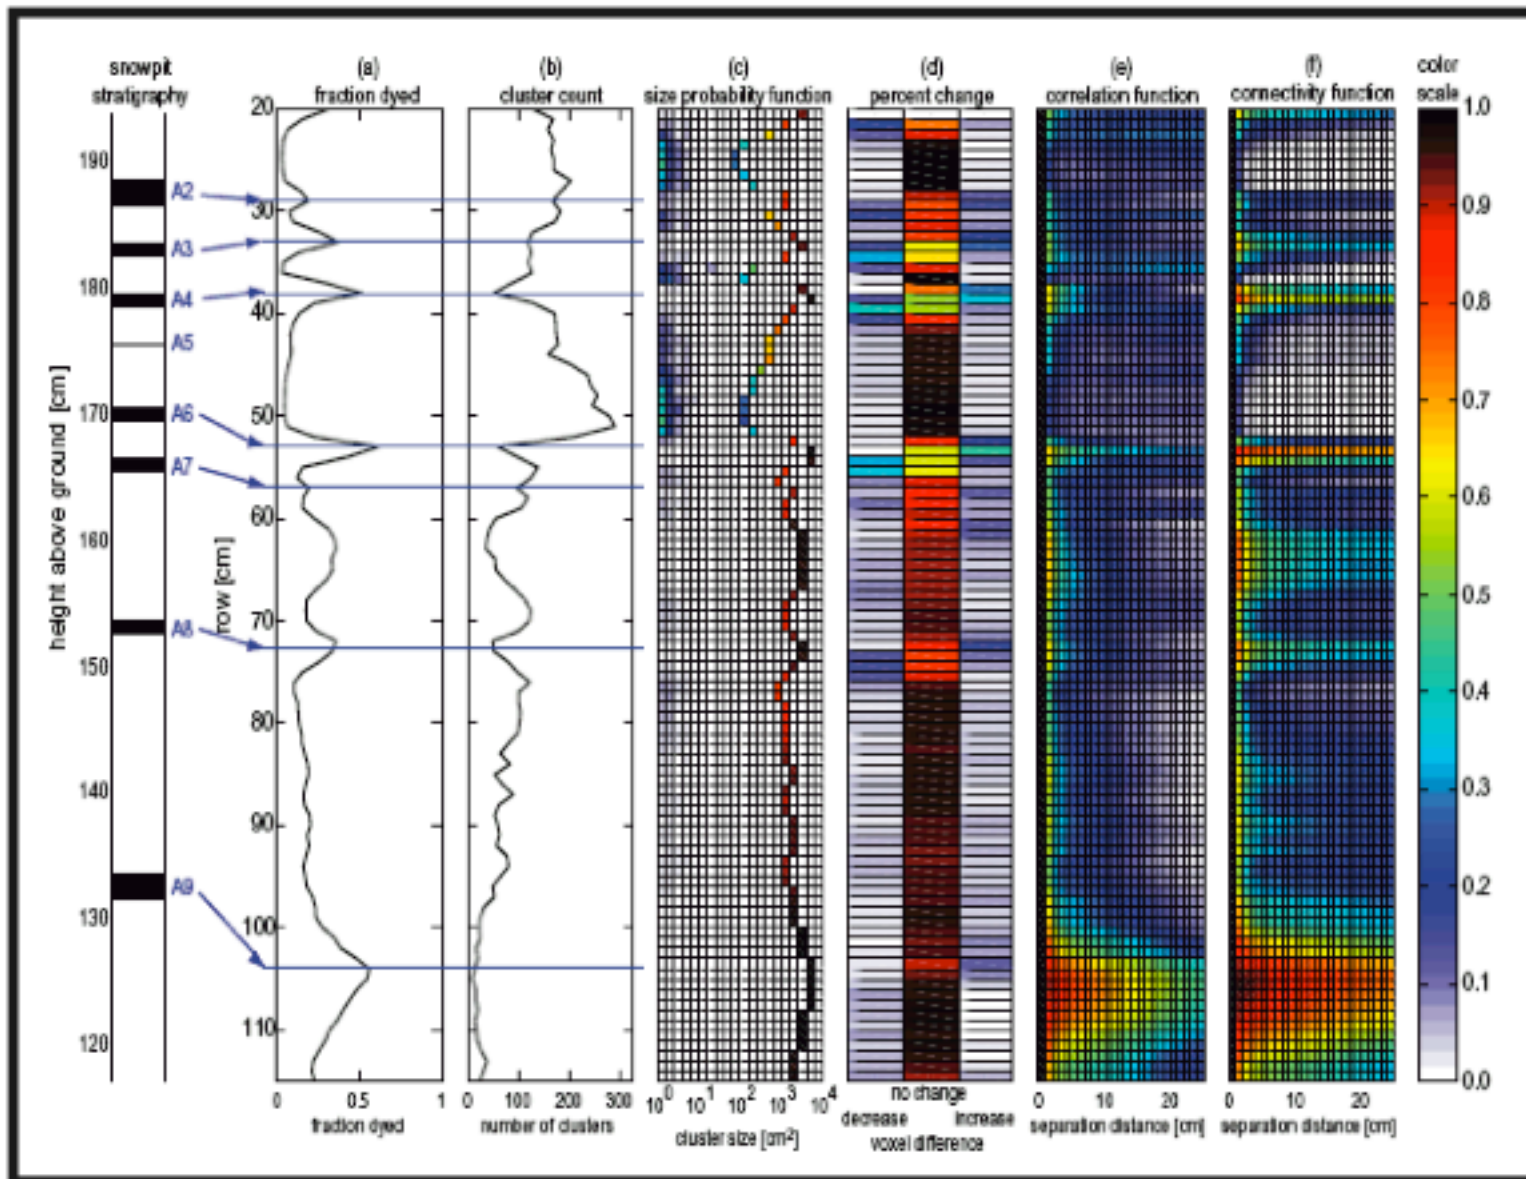 snowpit
stratigraphy
(a)
fraction dyed
(b)
cluster count
(c)
size probability function
(d)
percent change
(e)
correlation function
(f)
connectivity function
color
scale
height above ground [cm]
190
180
170
160
150
140
130
120
A2
A3
A4
A5
A6
A7
A8
A9
row [cm]
20
30
40
50
60
70
80
90
100
110
0 0.5 1
fraction dyed
0 100 200 300
number of clusters
10^0 10^1 10^2 10^3 10^4
cluster size [cm²]
no change
decrease increase
voxel difference
0 10 20
separation distance [cm]
0 10 20
separation distance [cm]
1.0
0.9
0.8
0.7
0.6
0.5
0.4
0.3
0.2
0.1
0.0